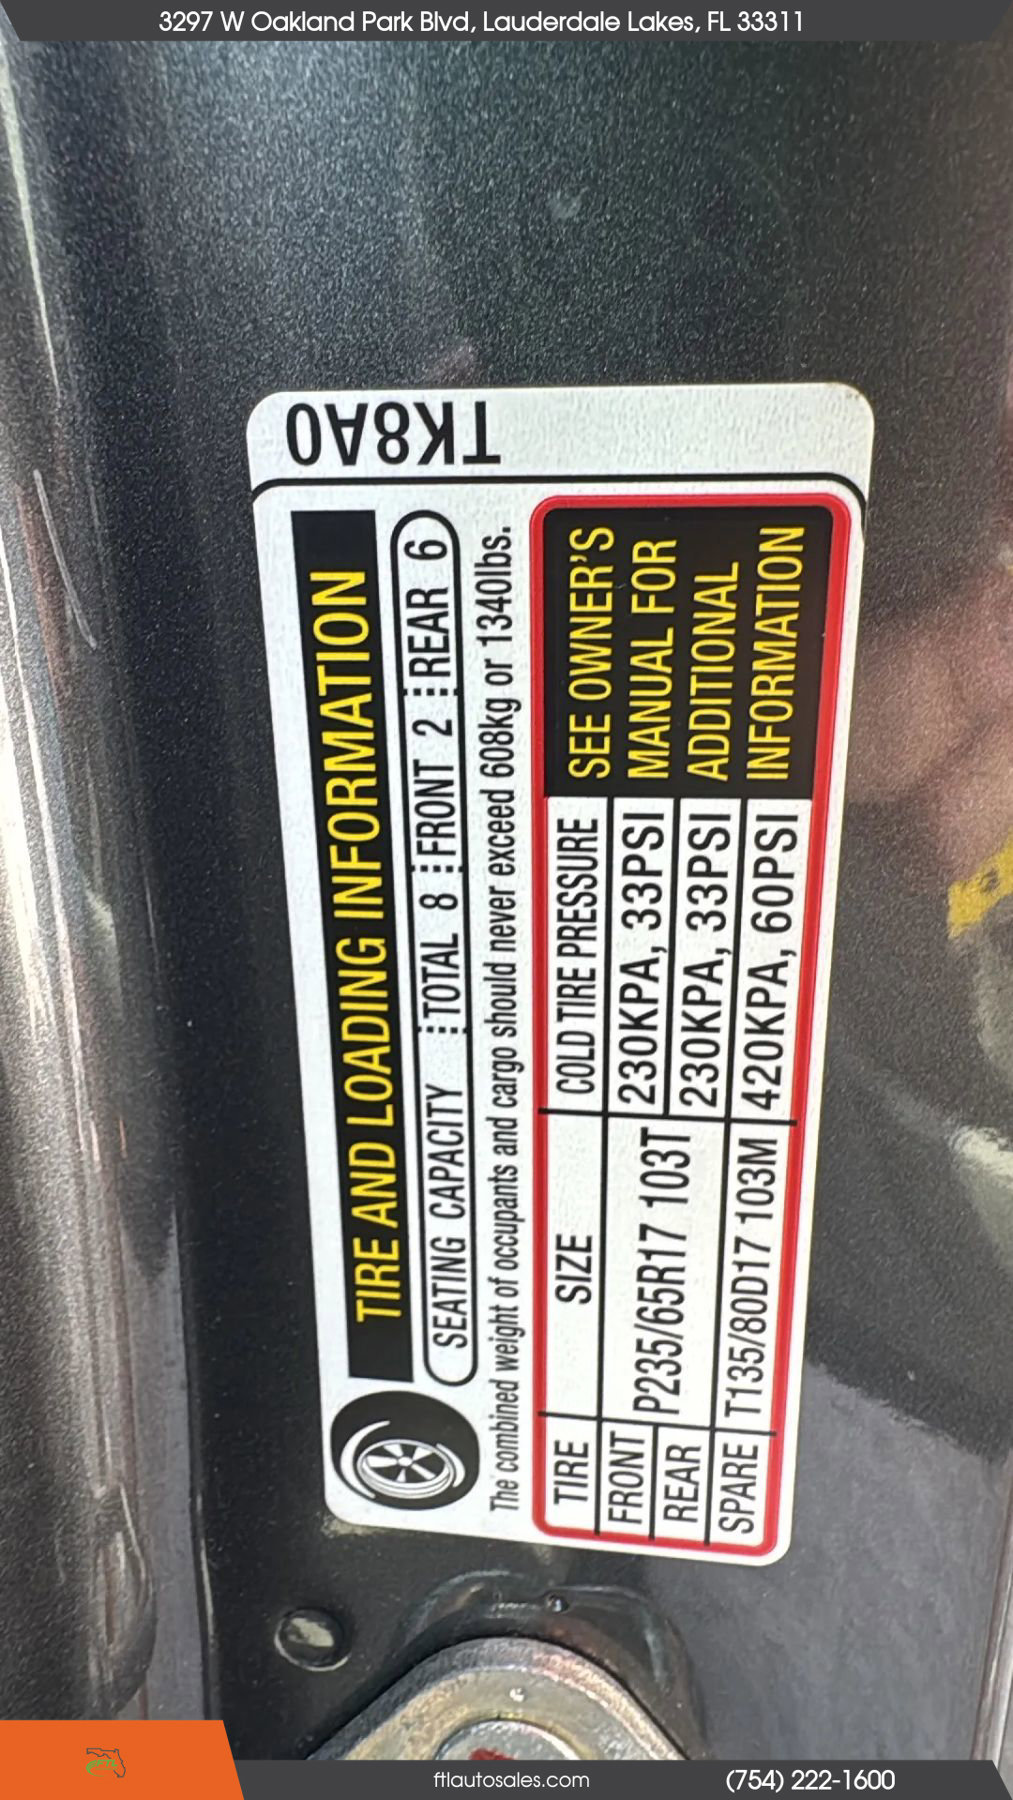 3297 W Oakland Park Blvd, Lauderdale Lakes, FL 33311
TK8A0
TIRE AND LOADING INFORMATION
SEATING CAPACITY TOTAL 8 FRONT 2 REAR 6
The combined weight of occupants and cargo should never exceed 608kg or 1340lbs.
TIRE SIZE COLD TIRE PRESSURE
FRONT P235/65R17 103T 230KPA, 33PSI
REAR 230KPA, 33PSI
SPARE T135/80D17 103M 420KPA, 60PSI
SEE OWNER'S
MANUAL FOR
ADDITIONAL
INFORMATION
ftlautosales.com
(754) 222-1600